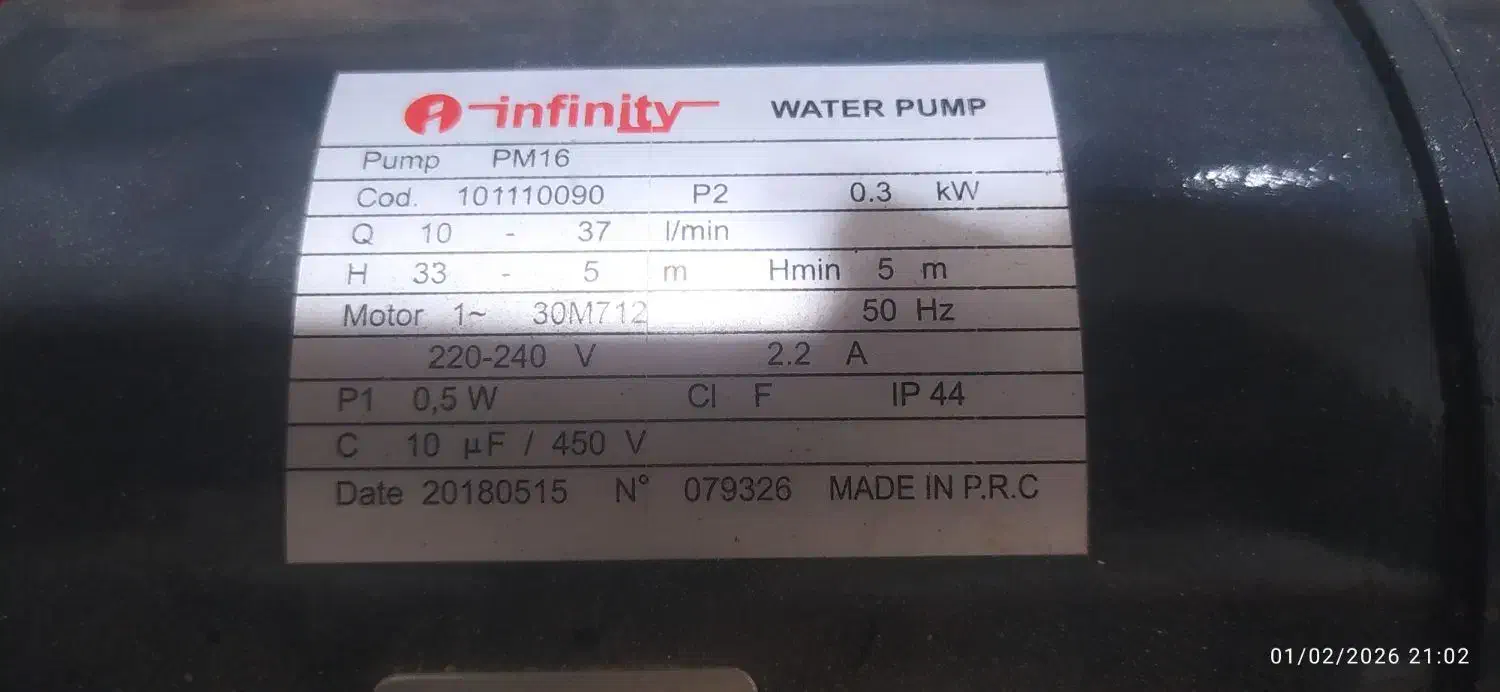 infinity WATER PUMP
Pump PM16
Cod. 101110090 P2 0.3 kW
Q 10 - 37 l/min
H 33 - 5 m Hmin 5 m
Motor 1~ 30M712 50 Hz
220-240 V 2.2 A
P1 0,5 W Cl F IP 44
C 10 µF / 450 V
Date 20180515 N° 079326 MADE IN P.R.C
01/02/2026 21:02